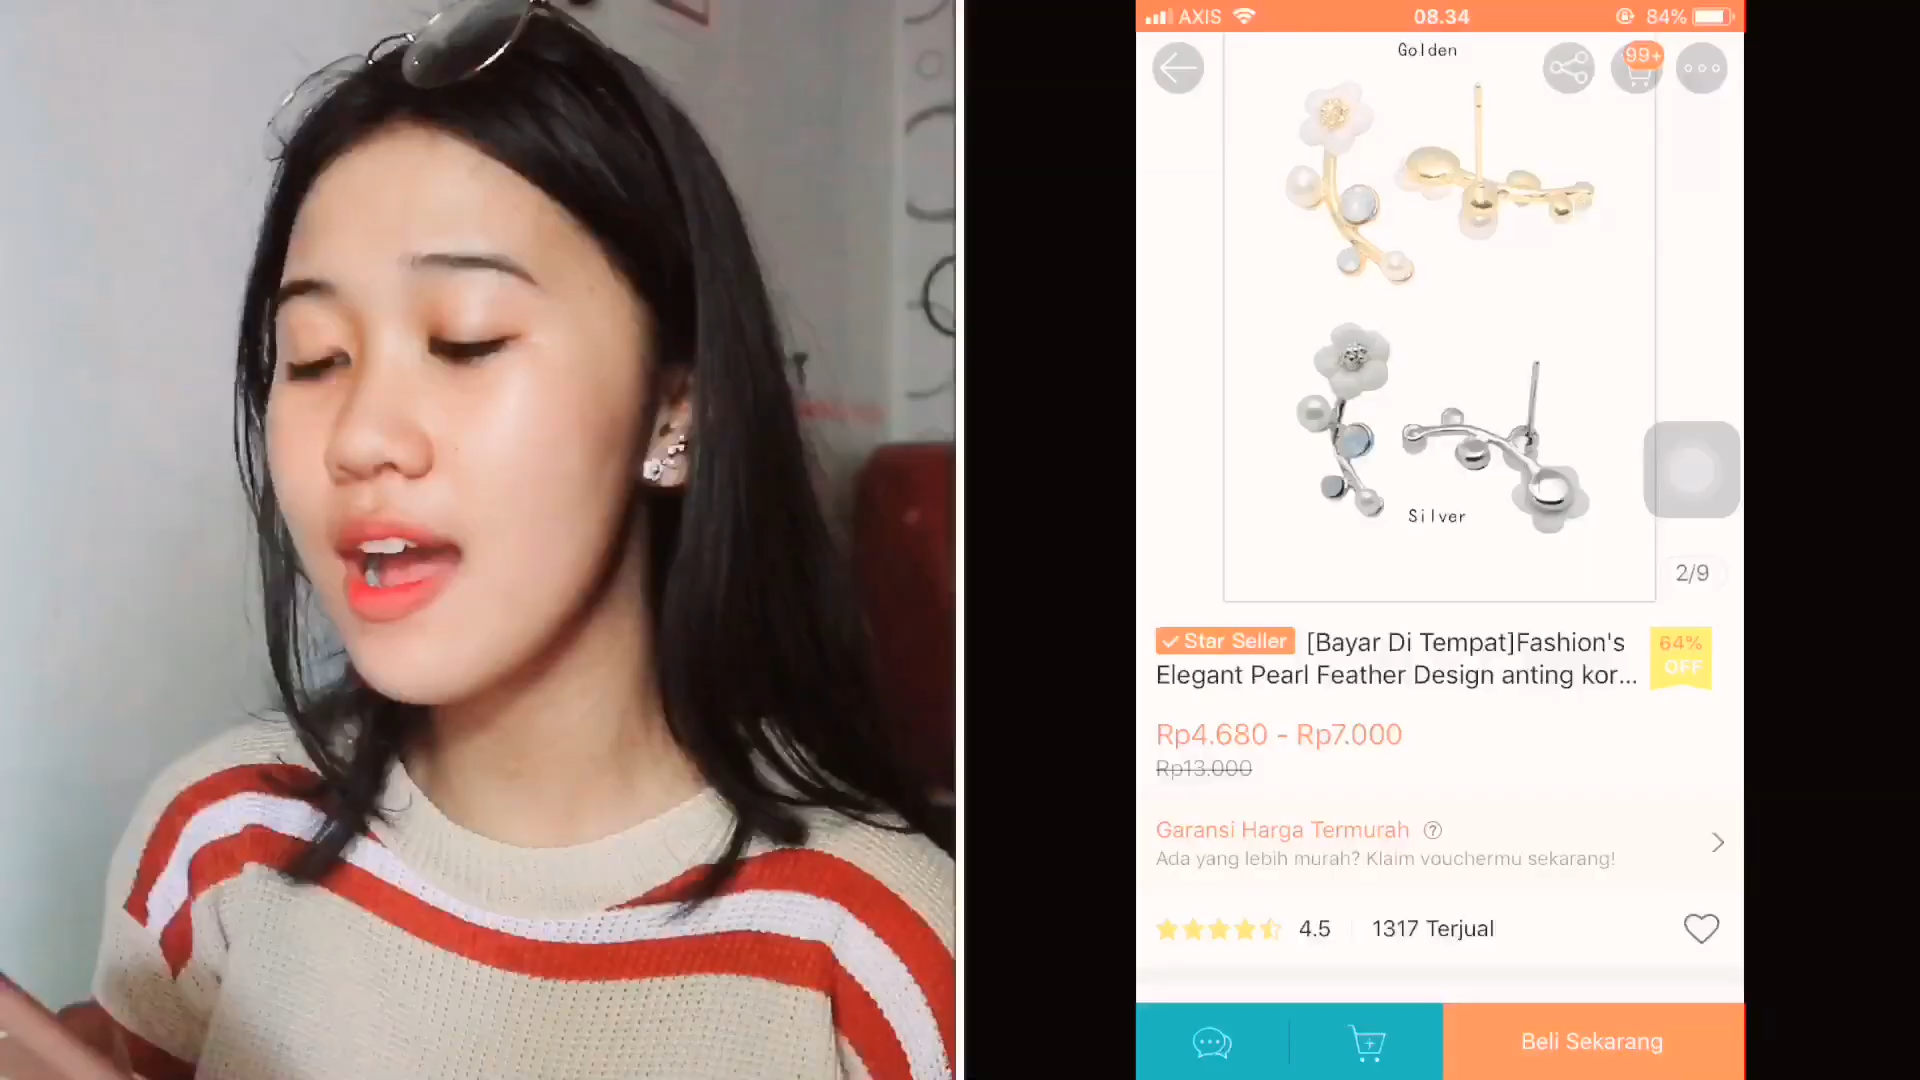 AXIS 08.34 84%
Golden
99+
Silver
2/9
Star Seller [Bayar Di Tempat]Fashion's
Elegant Pearl Feather Design anting kor...
64%
OFF
Rp4.680 - Rp7.000
Rp13.000
Garansi Harga Termurah ?
Ada yang lebih murah? Klaim vouchermu sekarang!
4.5 1317 Terjual
Beli Sekarang